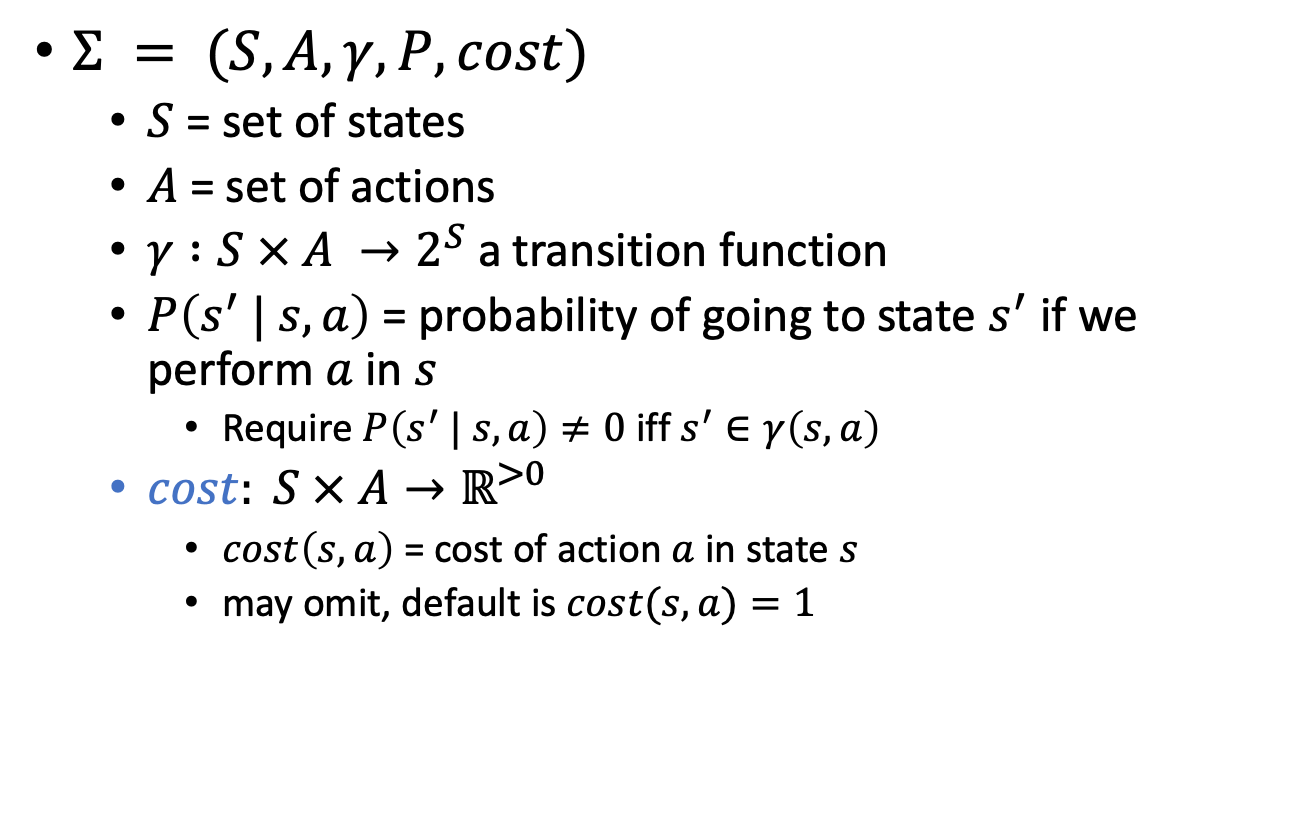 • Σ = (S, A, γ, P, cost)
• S = set of states
• A = set of actions
• γ : S × A → 2^S a transition function
• P(s′ | s, a) = probability of going to state s′ if we
perform a in s
• Require P(s′ | s, a) ≠ 0 iff s′ ∈ γ(s, a)
• cost: S × A → ℝ^>0
• cost(s, a) = cost of action a in state s
• may omit, default is cost(s, a) = 1